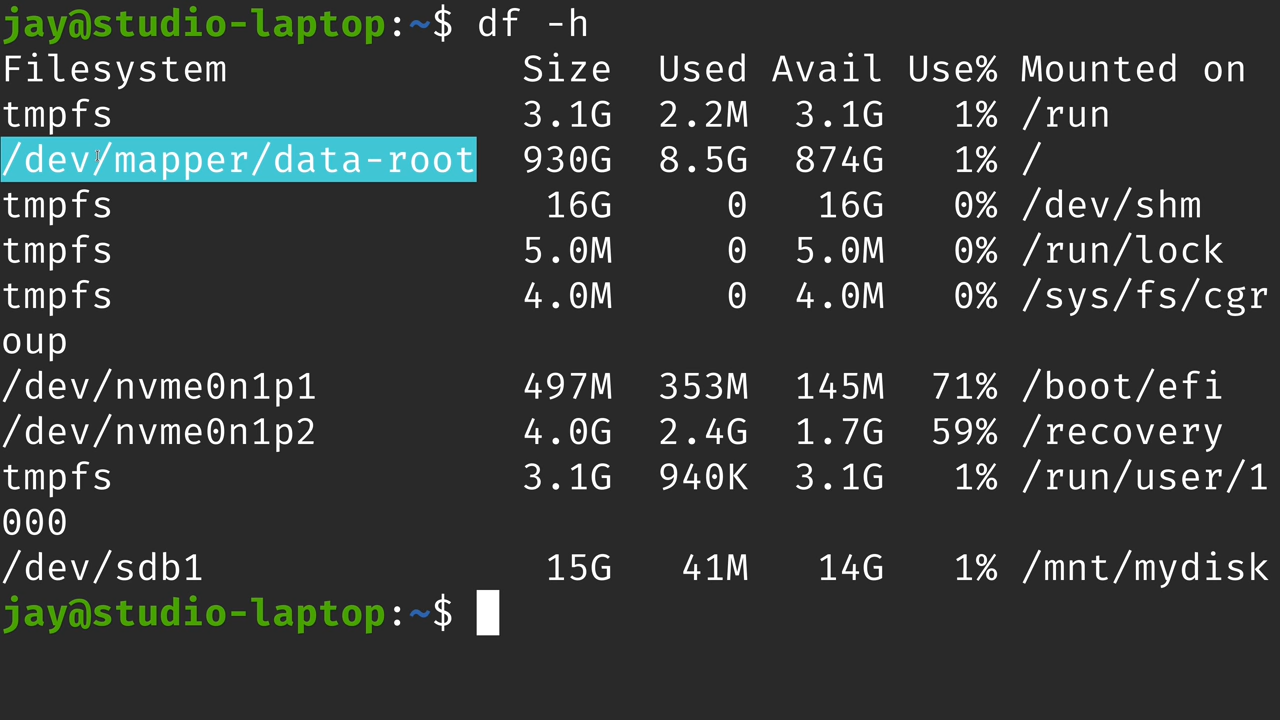 jay@studio-laptop:~$ df -h
Filesystem             Size  Used Avail Use% Mounted on
tmpfs                  3.1G  2.2M  3.1G   1% /run
/dev/mapper/data-root  930G  8.5G  874G   1% /
tmpfs                   16G     0   16G   0% /dev/shm
tmpfs                  5.0M     0  5.0M   0% /run/lock
tmpfs                  4.0M     0  4.0M   0% /sys/fs/cgr
oup
/dev/nvme0n1p1         497M  353M  145M  71% /boot/efi
/dev/nvme0n1p2         4.0G  2.4G  1.7G  59% /recovery
tmpfs                  3.1G  940K  3.1G   1% /run/user/1
000
/dev/sdb1               15G   41M   14G   1% /mnt/mydisk
jay@studio-laptop:~$